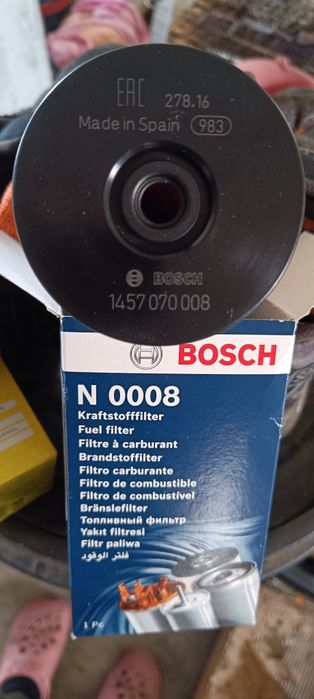 EAC 278.16
Made in Spain 983
BOSCH
1457 070 008
BOSCH
N 0008
Kraftstofffilter
Fuel filter
Filtre à carburant
Brandstoffilter
Filtro carburante
Filtro de combustible
Filtro de combustível
Bränslefilter
Топливный фильтр
Yakıt filtresi
Filtr paliwa
فلتر الوقود
1 Pc